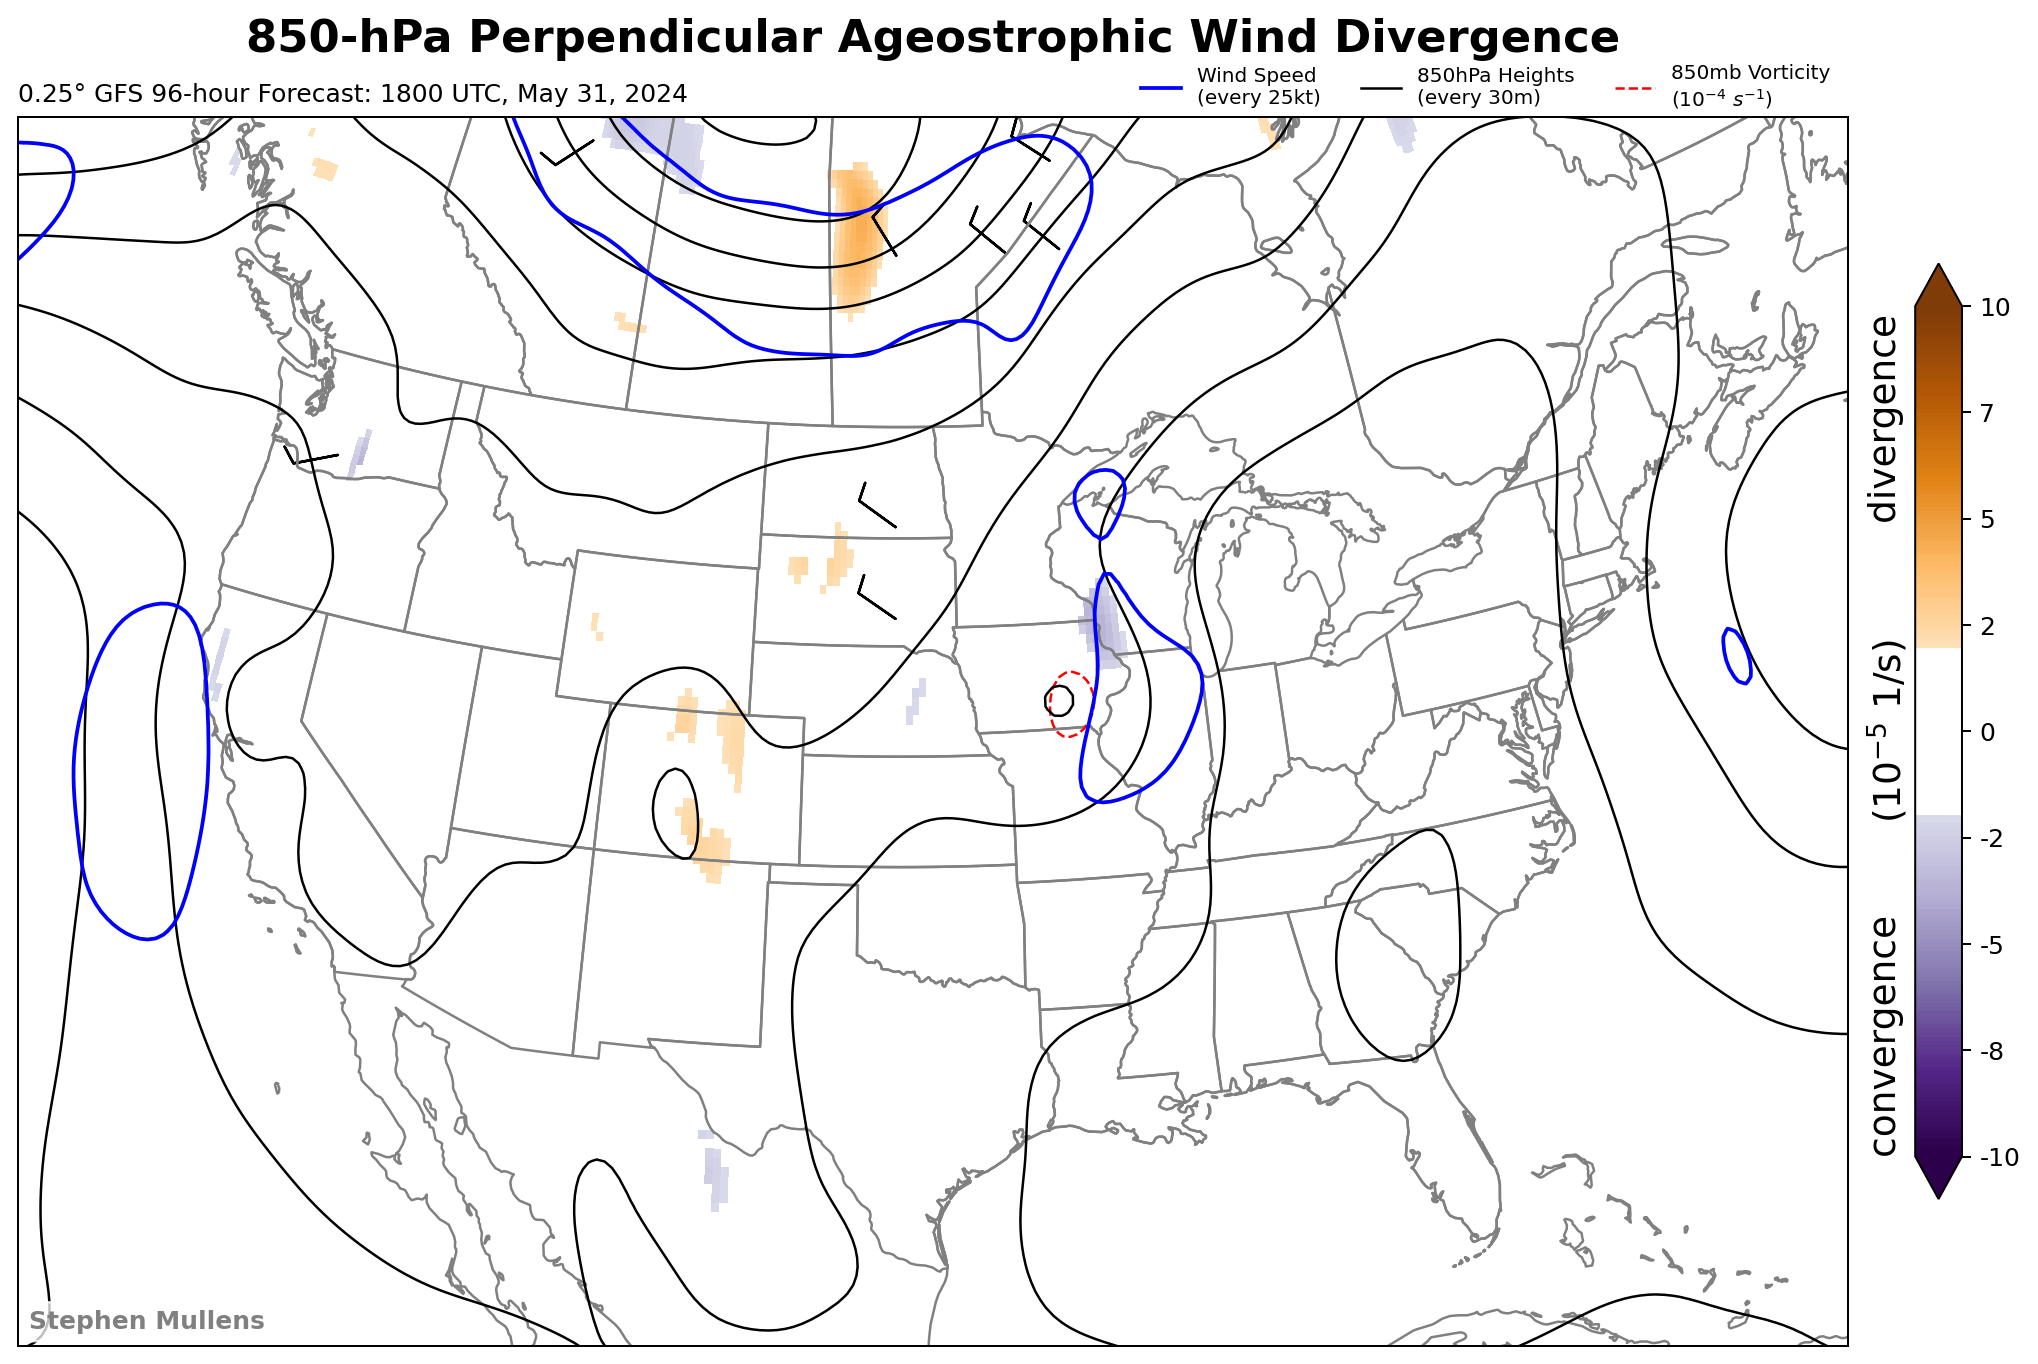 850-hPa Perpendicular Ageostrophic Wind Divergence
0.25° GFS 96-hour Forecast: 1800 UTC, May 31, 2024
Wind Speed
(every 25kt)
850hPa Heights
(every 30m)
850mb Vorticity
(10⁻⁴ s⁻¹)
10
7
5
2
0
-2
-5
-8
-10
convergence (10⁻⁵ 1/s) divergence
Stephen Mullens